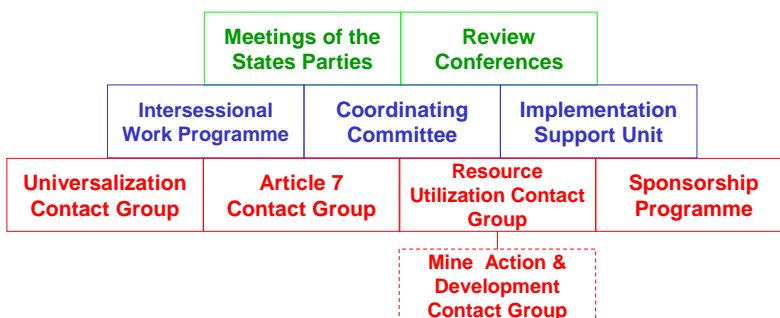 Meetings of the
States Parties
Review
Conferences
Intersessional
Work Programme
Coordinating
Committee
Implementation
Support Unit
Universalization
Contact Group
Article 7
Contact Group
Resource
Utilization Contact
Group
Sponsorship
Programme
Mine Action &
Development
Contact Group